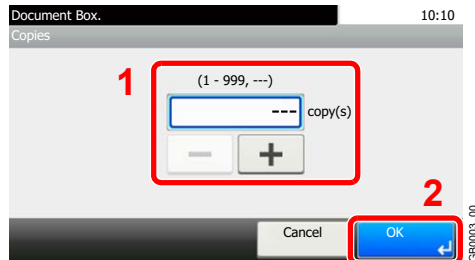 Document Box. 10:10
Copies
1
(1 - 999, ---)
--- copy(s)
2
Cancel OK